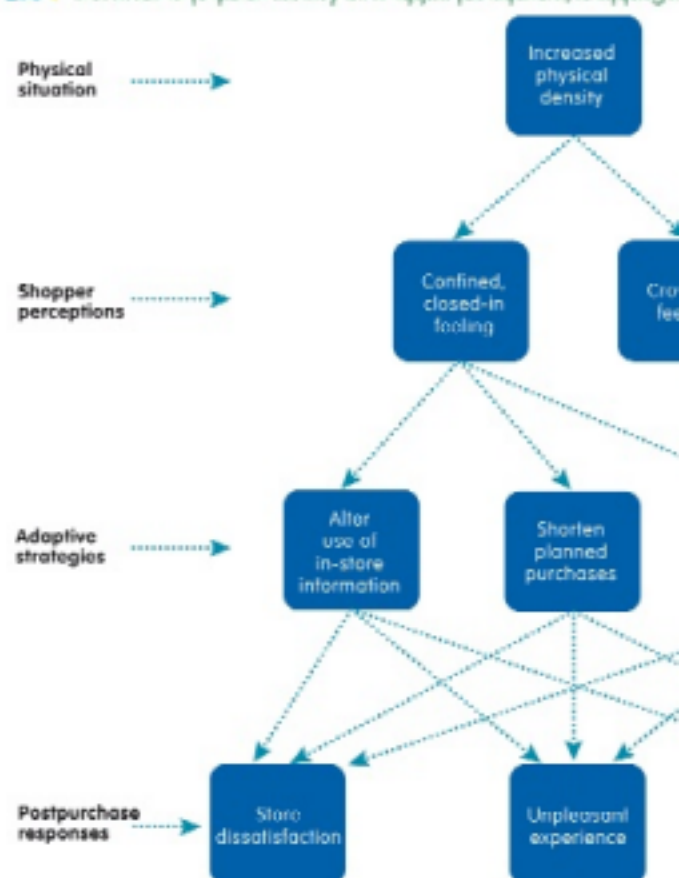 Increased
physical
density
Physical
situation
Confined,
closed-in
feeling
Shopper
perceptions
Alter
use of
in-store
information
Shorten
planned
purchases
Adaptive
strategies
Store
dissatisfaction
Unpleasant
experience
Postpurchase
responses